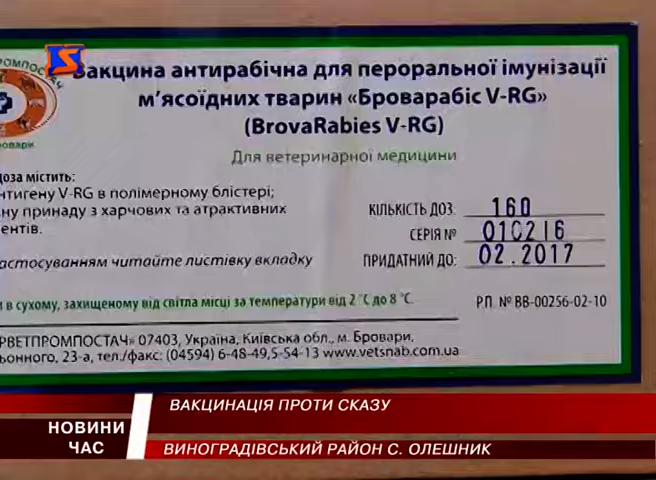 Вакцина антирабічна для пероральної імунізації
м'ясоїдних тварин «Броварабіс V-RG»
(BrovaRabies V-RG)
Для ветеринарної медицини
доза містить:
нтигену V-RG в полімерному блістері;
ну принаду з харчових та атрактивних
ентів.
астосуванням читайте листівку вкладку
КІЛЬКІСТЬ ДОЗ 160
СЕРІЯ № 010216
ПРИДАТНИЙ ДО: 02.2017
и в сухому, захищеному від світла місці за температури від 2 °С до 8 °С.
Р.П. № ВВ-00256-02-10
РВЕТПРОМПОСТАЧ» 07403, Україна, Київська обл., м. Бровари,
ьонного, 23-а, тел./факс: (04594) 6-48-49,5-54-13 www.vetsnab.com.ua
НОВИНИ
ЧАС
ВАКЦИНАЦІЯ ПРОТИ СКАЗУ
ВИНОГРАДІВСЬКИЙ РАЙОН С. ОЛЕШНИК